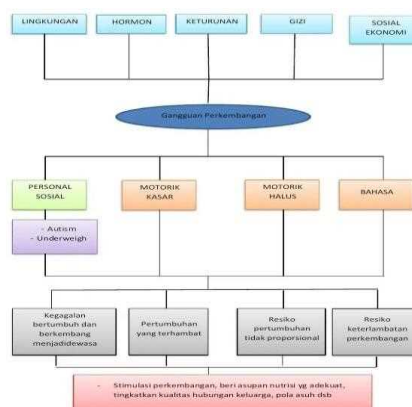 LINGKUNGAN
HORMON
KETURUNAN
GIZI
SOSIAL
EKONOMI
Gangguan Perkembangan
PERSONAL
SOSIAL
MOTORIK
KASAR
MOTORIK
HALUS
BAHASA
- Autism
- Underweigh
Kegagalan
bertumbuh dan
berkembang
menjadidewasa
Pertumbuhan
yang terhambat
Resiko
pertumbuhan
tidak proporsional
Resiko
keterlambatan
perkembangan
- Stimulasi perkembangan, beri asupan nutrisi yg adekuat,
tingkatkan kualitas hubungan keluarga, pola asuh dsb